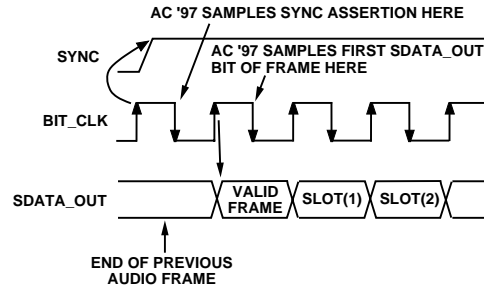 AC '97 SAMPLES SYNC ASSERTION HERE
SYNC
AC '97 SAMPLES FIRST SDATA_OUT
BIT OF FRAME HERE
BIT_CLK
SDATA_OUT
VALID
FRAME
SLOT(1)
SLOT(2)
END OF PREVIOUS
AUDIO FRAME